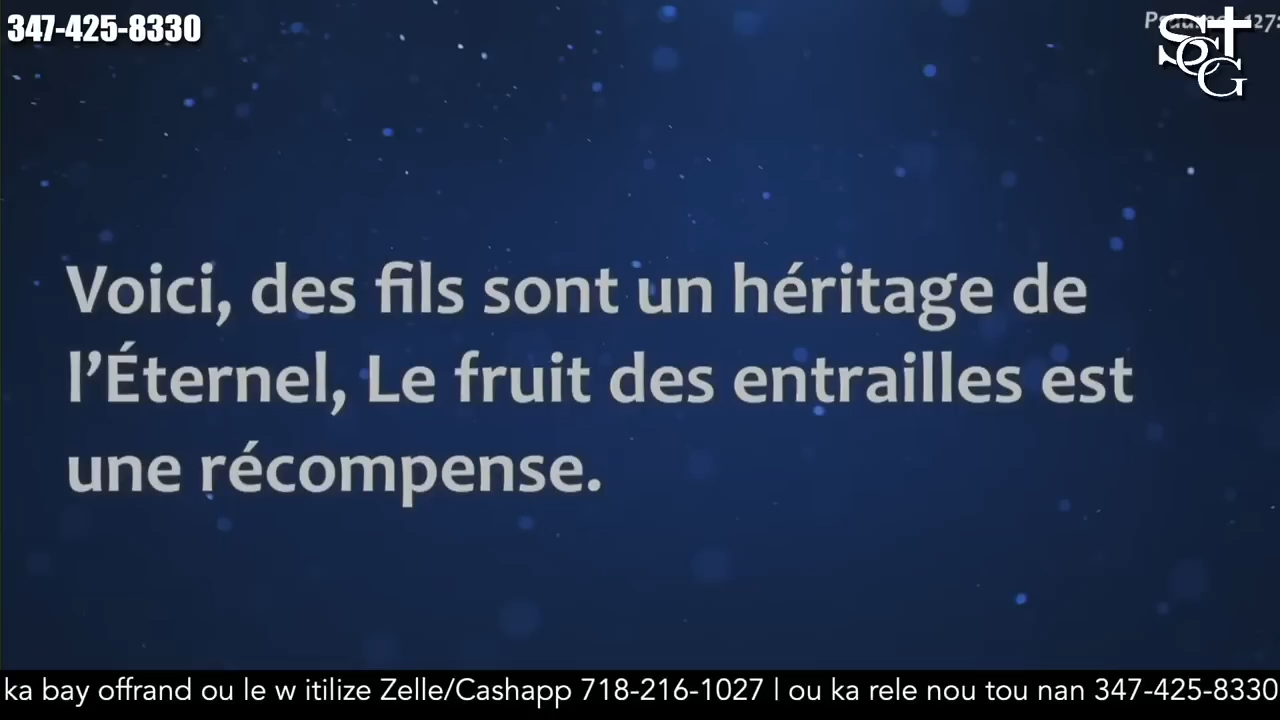 347-425-8330
Voici, des fils sont un héritage de
l’Éternel, Le fruit des entrailles est
une récompense.
ka bay offrand ou le w itilize Zelle/Cashapp 718-216-1027 | ou ka rele nou tou nan 347-425-8330